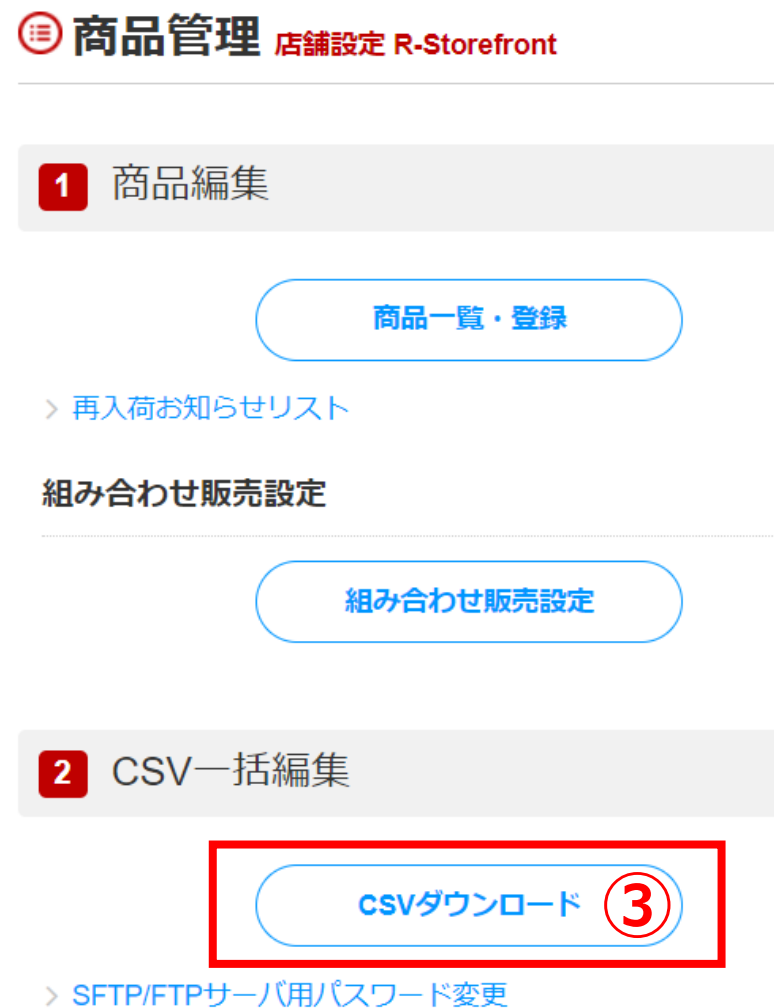 商品管理 店舗設定 R-Storefront
1 商品編集
商品一覧・登録
> 再入荷お知らせリスト
組み合わせ販売設定
組み合わせ販売設定
2 CSV一括編集
CSVダウンロード ③
> SFTP/FTPサーバ用パスワード変更